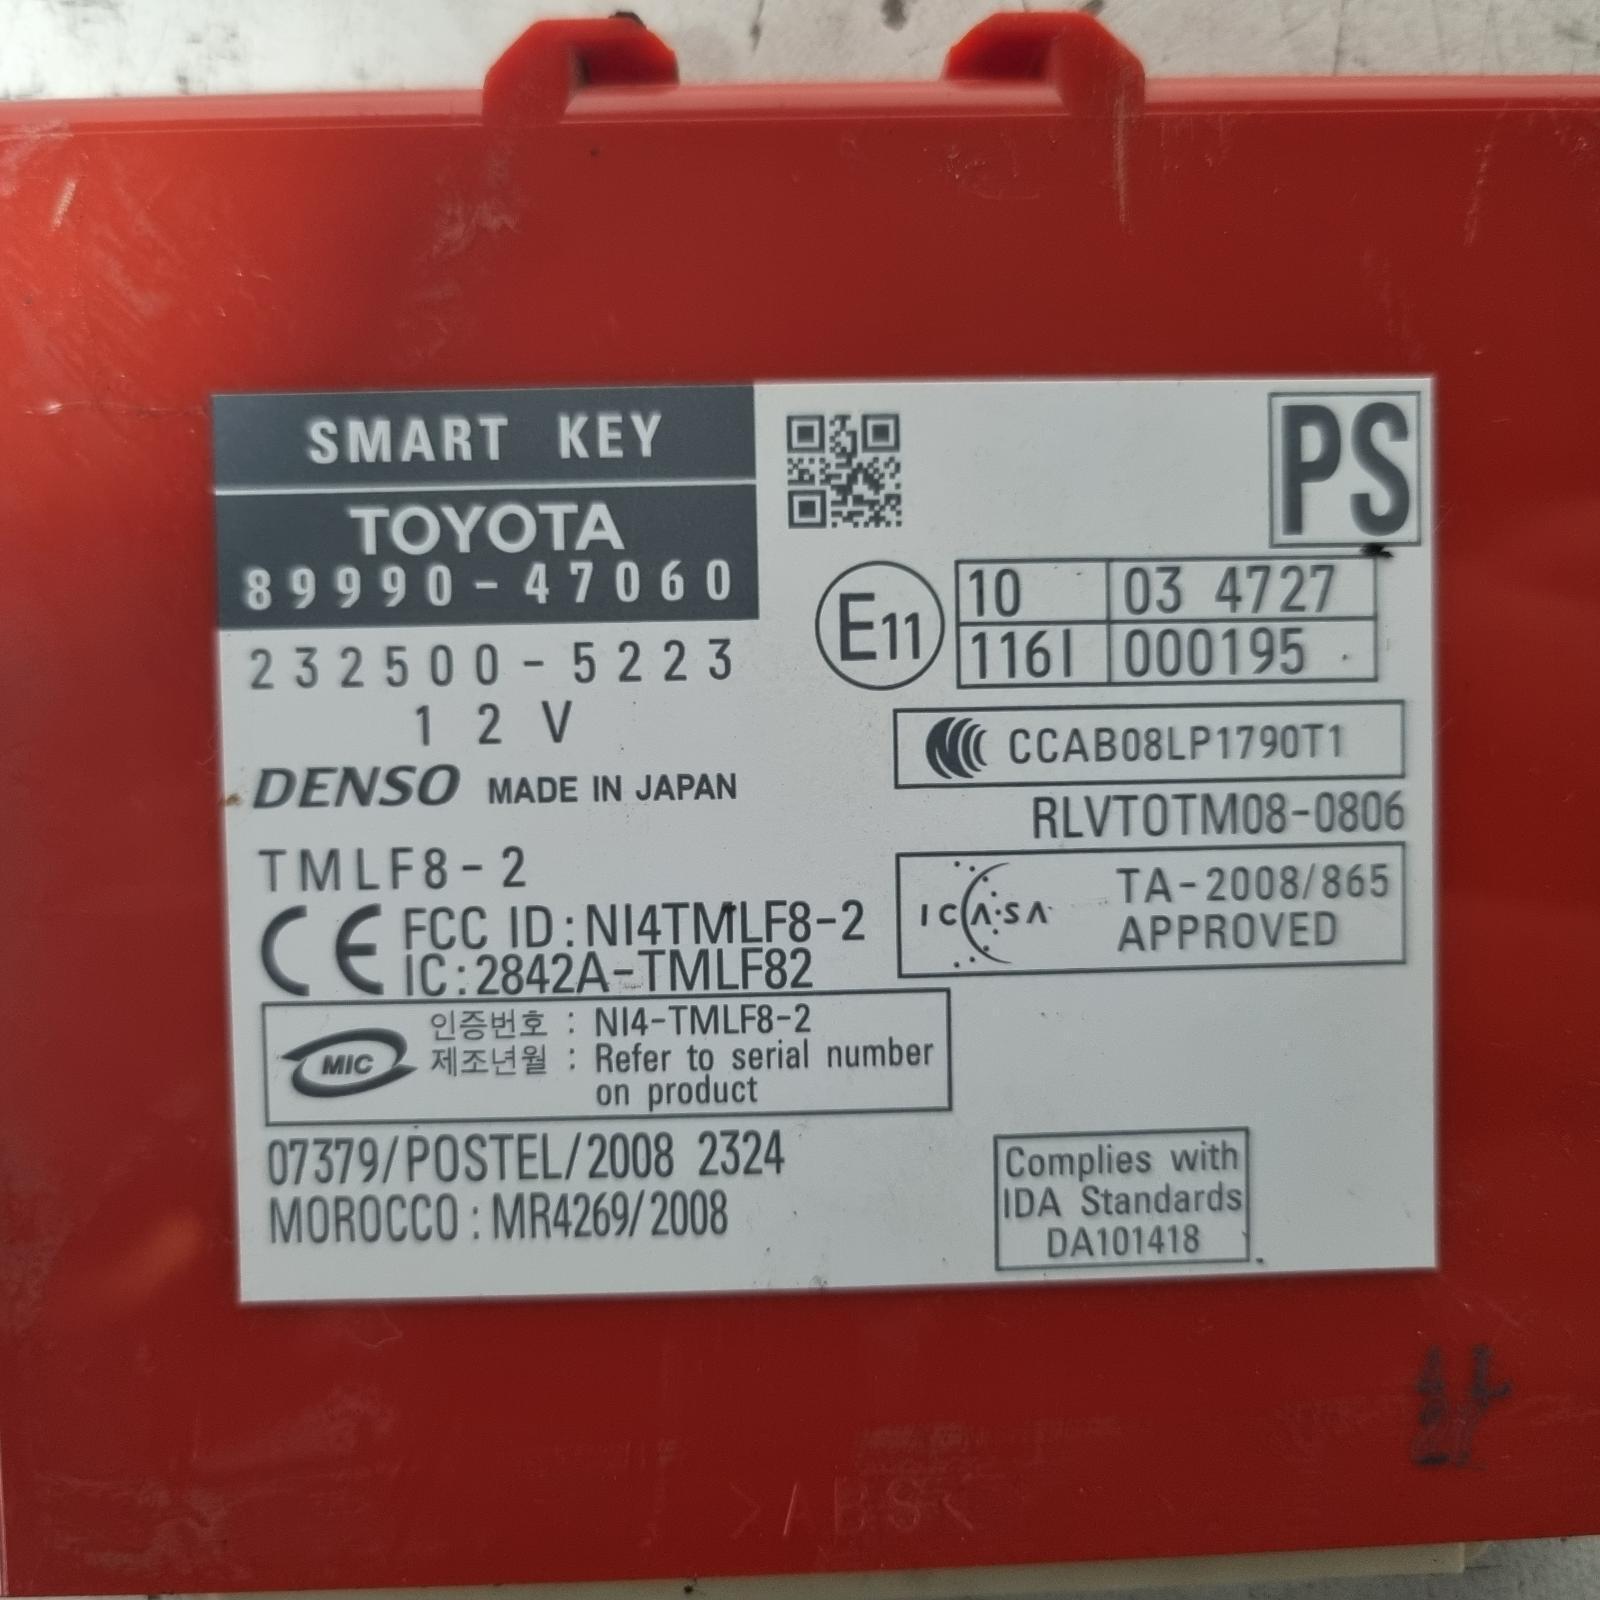 SMART KEY
TOYOTA
89990-47060
232500-5223
12V
DENSO MADE IN JAPAN
TMLF8-2
CE FCC ID:NI4TMLF8-2
IC:2842A-TMLF82
MIC
인증번호 : NI4-TMLF8-2
제조년월 : Refer to serial number
on product
07379/POSTEL/2008 2324
MOROCCO:MR4269/2008
PS
E11
10 03 4727
116I 000195
CCAB08LP1790T1
RLVTOTM08-0806
ICASA
TA-2008/865
APPROVED
Complies with
IDA Standards
DA101418
>ABS<